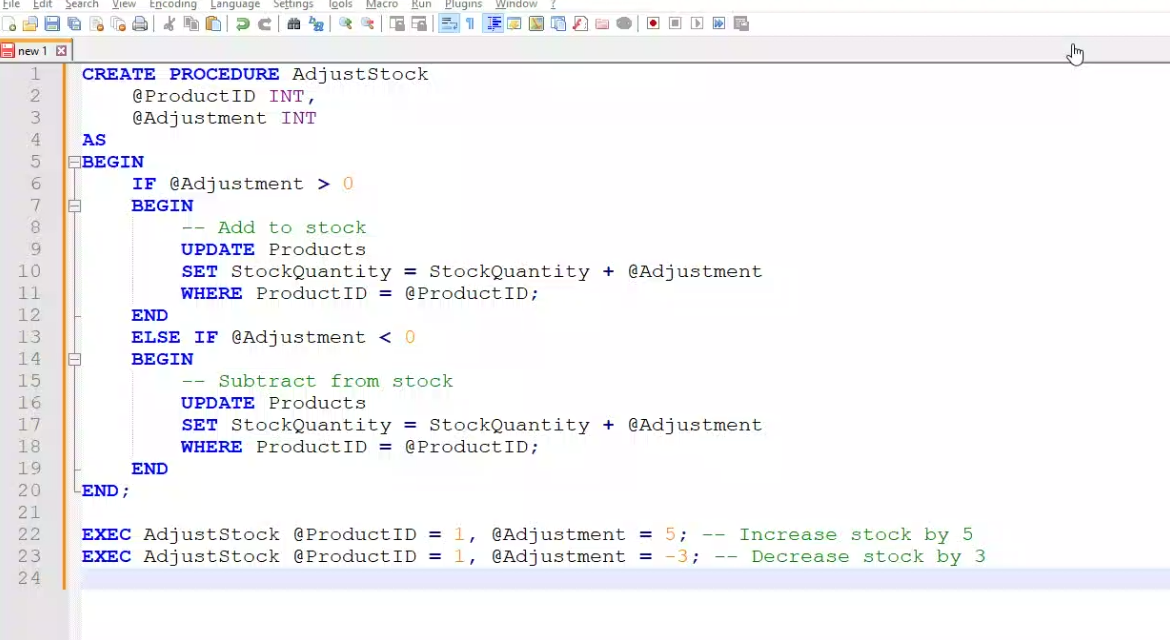 File Edit Search View Encoding Language Settings Tools Macro Run Plugins Window ?
new 1
1 CREATE PROCEDURE AdjustStock
2 @ProductID INT,
3 @Adjustment INT
4 AS
5 BEGIN
6 IF @Adjustment > 0
7 BEGIN
8 -- Add to stock
9 UPDATE Products
10 SET StockQuantity = StockQuantity + @Adjustment
11 WHERE ProductID = @ProductID;
12 END
13 ELSE IF @Adjustment < 0
14 BEGIN
15 -- Subtract from stock
16 UPDATE Products
17 SET StockQuantity = StockQuantity + @Adjustment
18 WHERE ProductID = @ProductID;
19 END
20 END;
21
22 EXEC AdjustStock @ProductID = 1, @Adjustment = 5; -- Increase stock by 5
23 EXEC AdjustStock @ProductID = 1, @Adjustment = -3; -- Decrease stock by 3
24